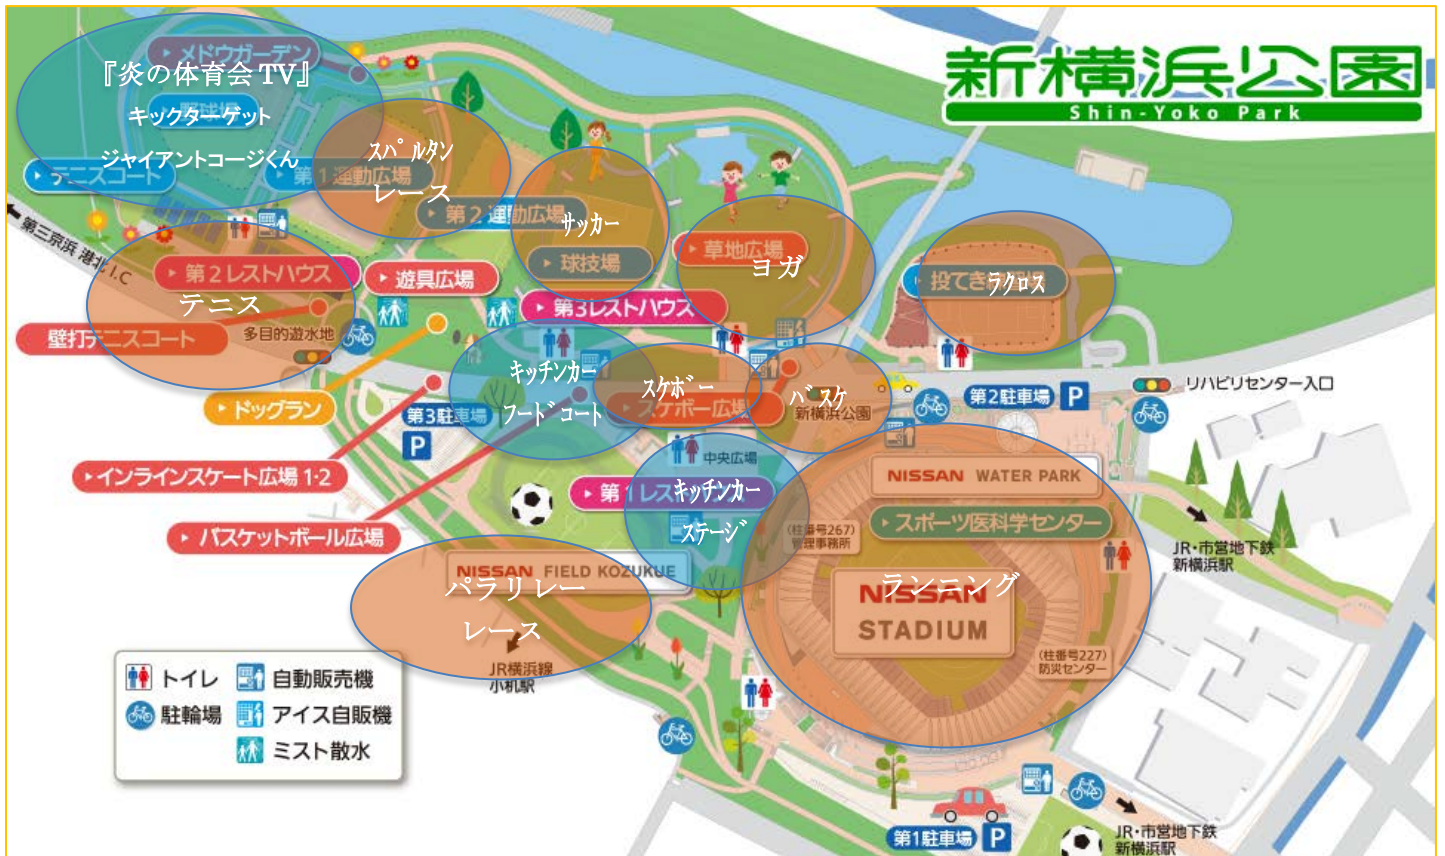 新横浜公園
Shin-Yoko Park
メドウガーデン
『炎の体育会TV』
野球場
キックターゲット
ジャイアントコージくん
テニスコート
第1運動広場
スパルタン
レース
第2運動広場
サッカー
球技場
草地広場
ヨガ
ラクロス
第三京浜 港北I.C
第2レストハウス
テニス
遊具広場
第3レストハウス
壁打テニスコート
多目的遊水地
キッチンカー
フードコート
スケボー
スケボー広場
バスケ
新横浜公園
第2駐車場 P
リハビリセンター入口
ドッグラン
第3駐車場
P
中央広場
インラインスケート広場 1・2
第1レス
キッチンカー
ステージ
NISSAN WATER PARK
スポーツ医科学センター
(柱番号267)
管理事務所
バスケットボール広場
JR・市営地下鉄
新横浜駅
NISSAN FIELD KOZUKUE
パラリレー
レース
ランニング
NISSAN
STADIUM
(柱番号227)
防災センター
JR横浜線
小机駅
トイレ
自動販売機
駐輪場
アイス自販機
ミスト散水
第1駐車場 P
JR・市営地下鉄
新横浜駅